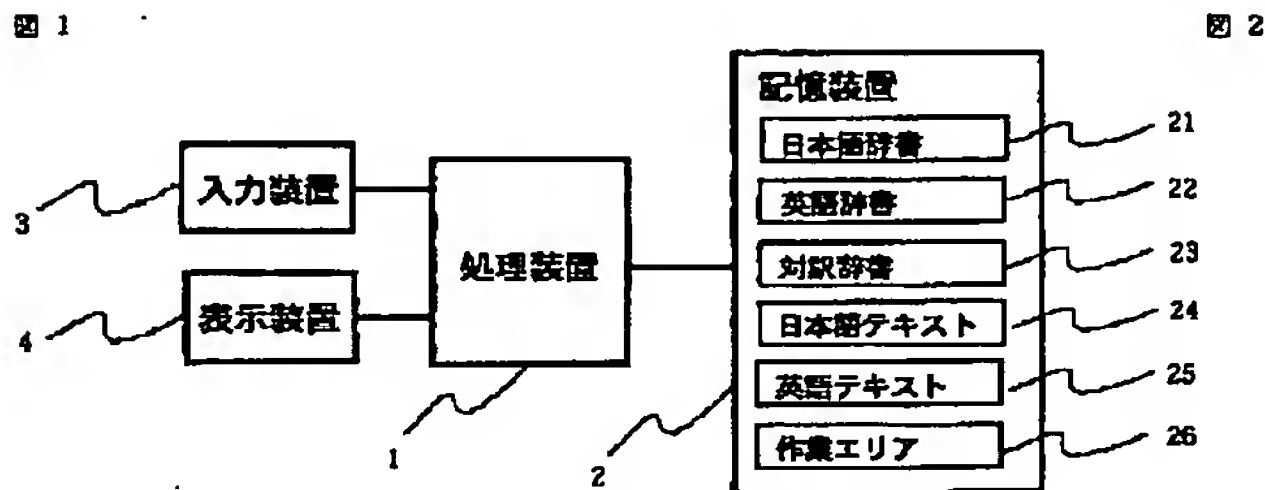 図 1
図 2
記憶装置
日本語辞書
21
英語辞書
22
対訳辞書
23
日本語テキスト
24
英語テキスト
25
作業エリア
26
入力装置
3
表示装置
4
処理装置
1
2